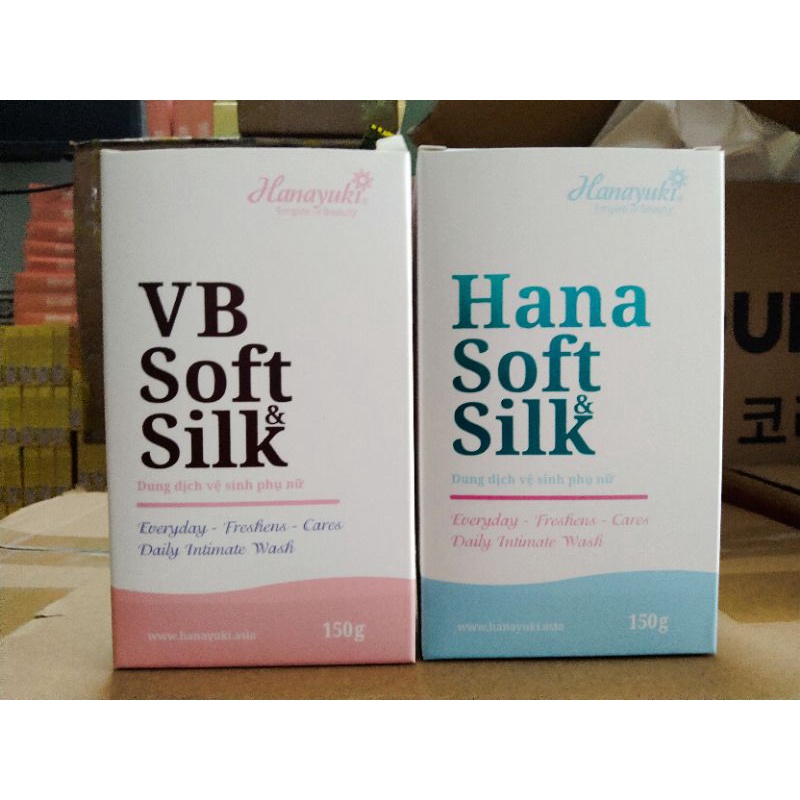 Hanayuki®
Empire of Beauty
VB
Soft
&
Silk
Dung dịch vệ sinh phụ nữ
Everyday - Freshens - Cares
Daily Intimate Wash
www.hanayuki.asia
150g
Hanayuki®
Empire of Beauty
Hana
Soft
&
Silk
Dung dịch vệ sinh phụ nữ
Everyday - Freshens - Cares
Daily Intimate Wash
www.hanayuki.asia
150g